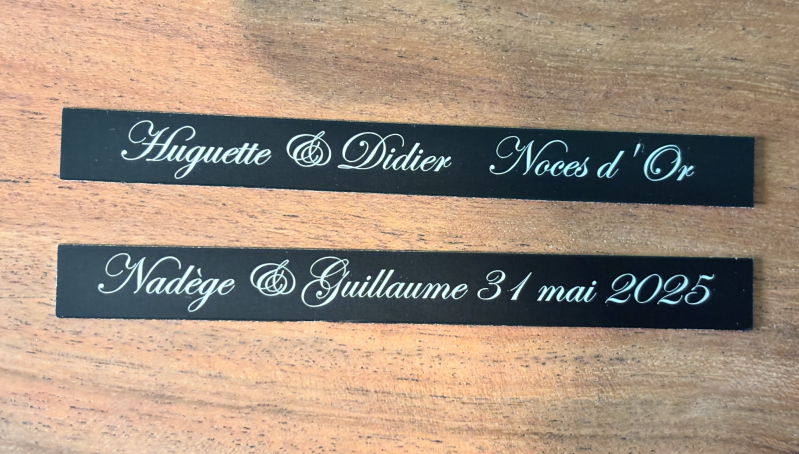 Huguette & Didier Noces d'Or
Nadège & Guillaume 31 mai 2025